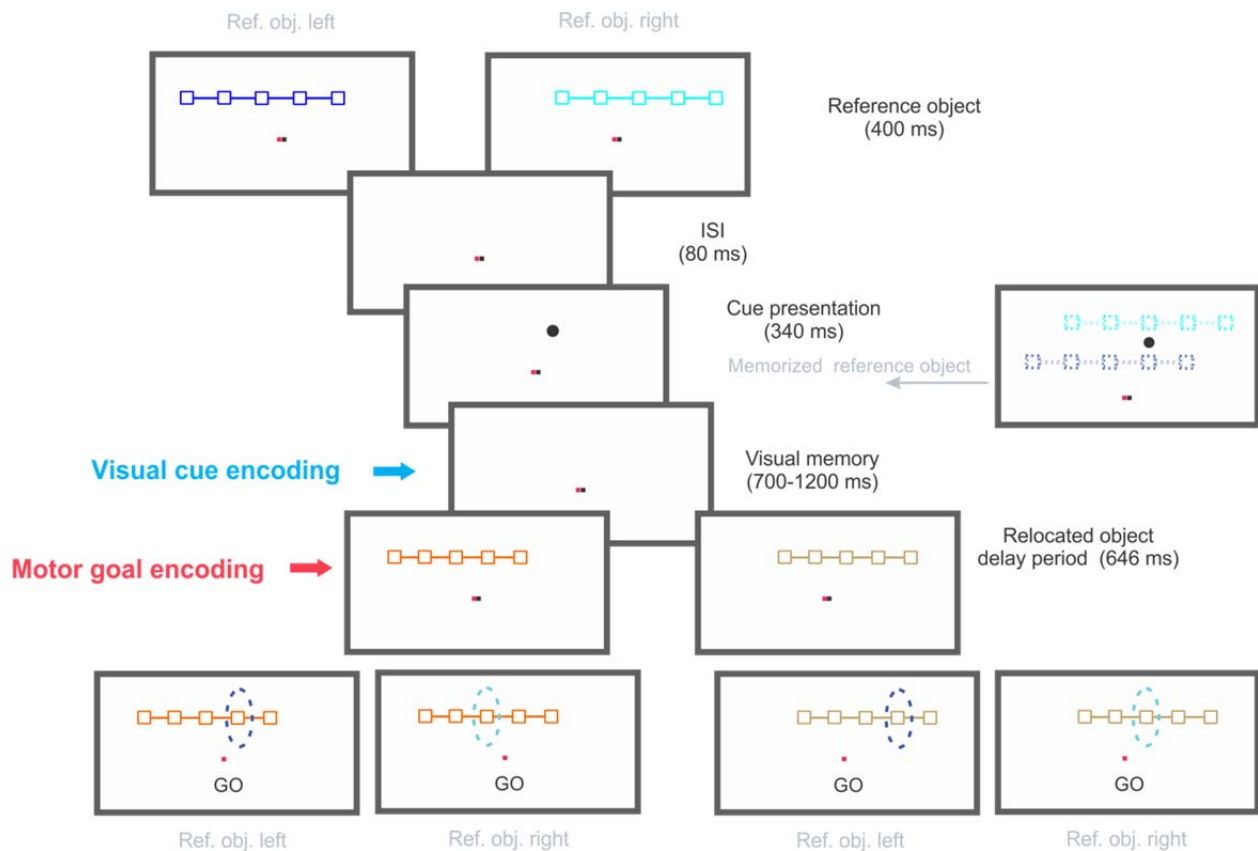 Ref. obj. left
Ref. obj. right
Reference object
(400 ms)
ISI
(80 ms)
Cue presentation
(340 ms)
Memorized reference object
Visual cue encoding
Visual memory
(700-1200 ms)
Motor goal encoding
Relocated object
delay period (646 ms)
GO
GO
GO
GO
Ref. obj. left
Ref. obj. right
Ref. obj. left
Ref. obj. right